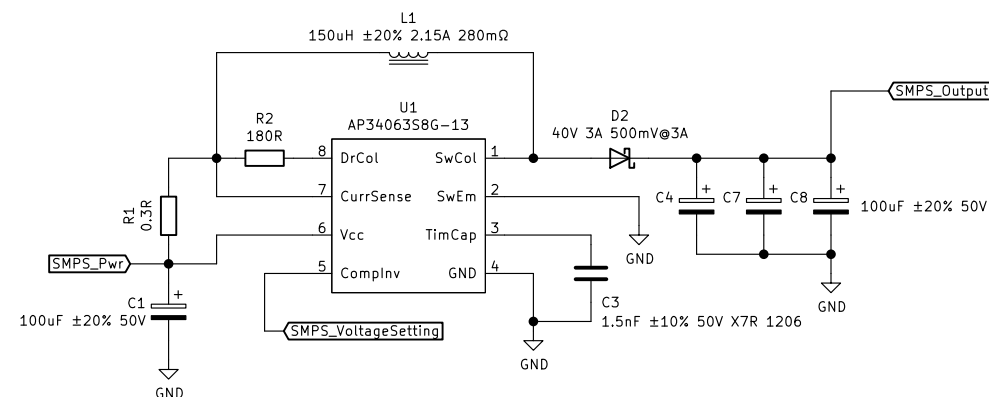 L1
150uH ±20% 2.15A 280mΩ
SMPS_Output
U1
AP34063S8G-13
D2
40V 3A 500mV@3A
R2
180R
8 DrCol SwCol 1
7 CurrSense SwEm 2
6 Vcc TimCap 3
5 CompInv GND 4
R1
0.3R
SMPS_Pwr
C1
100uF ±20% 50V
GND
SMPS_VoltageSetting
C3
1.5nF ±10% 50V X7R 1206
GND
GND
C4 + C7 + C8 +
100uF ±20% 50V
GND
+